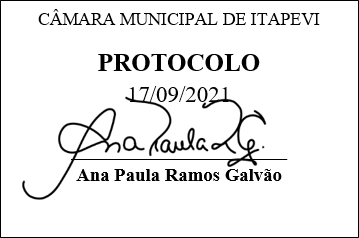 CÂMARA MUNICIPAL DE ITAPEVI
PROTOCOLO
17/09/2021
Ana Paula R G.
Ana Paula Ramos Galvão